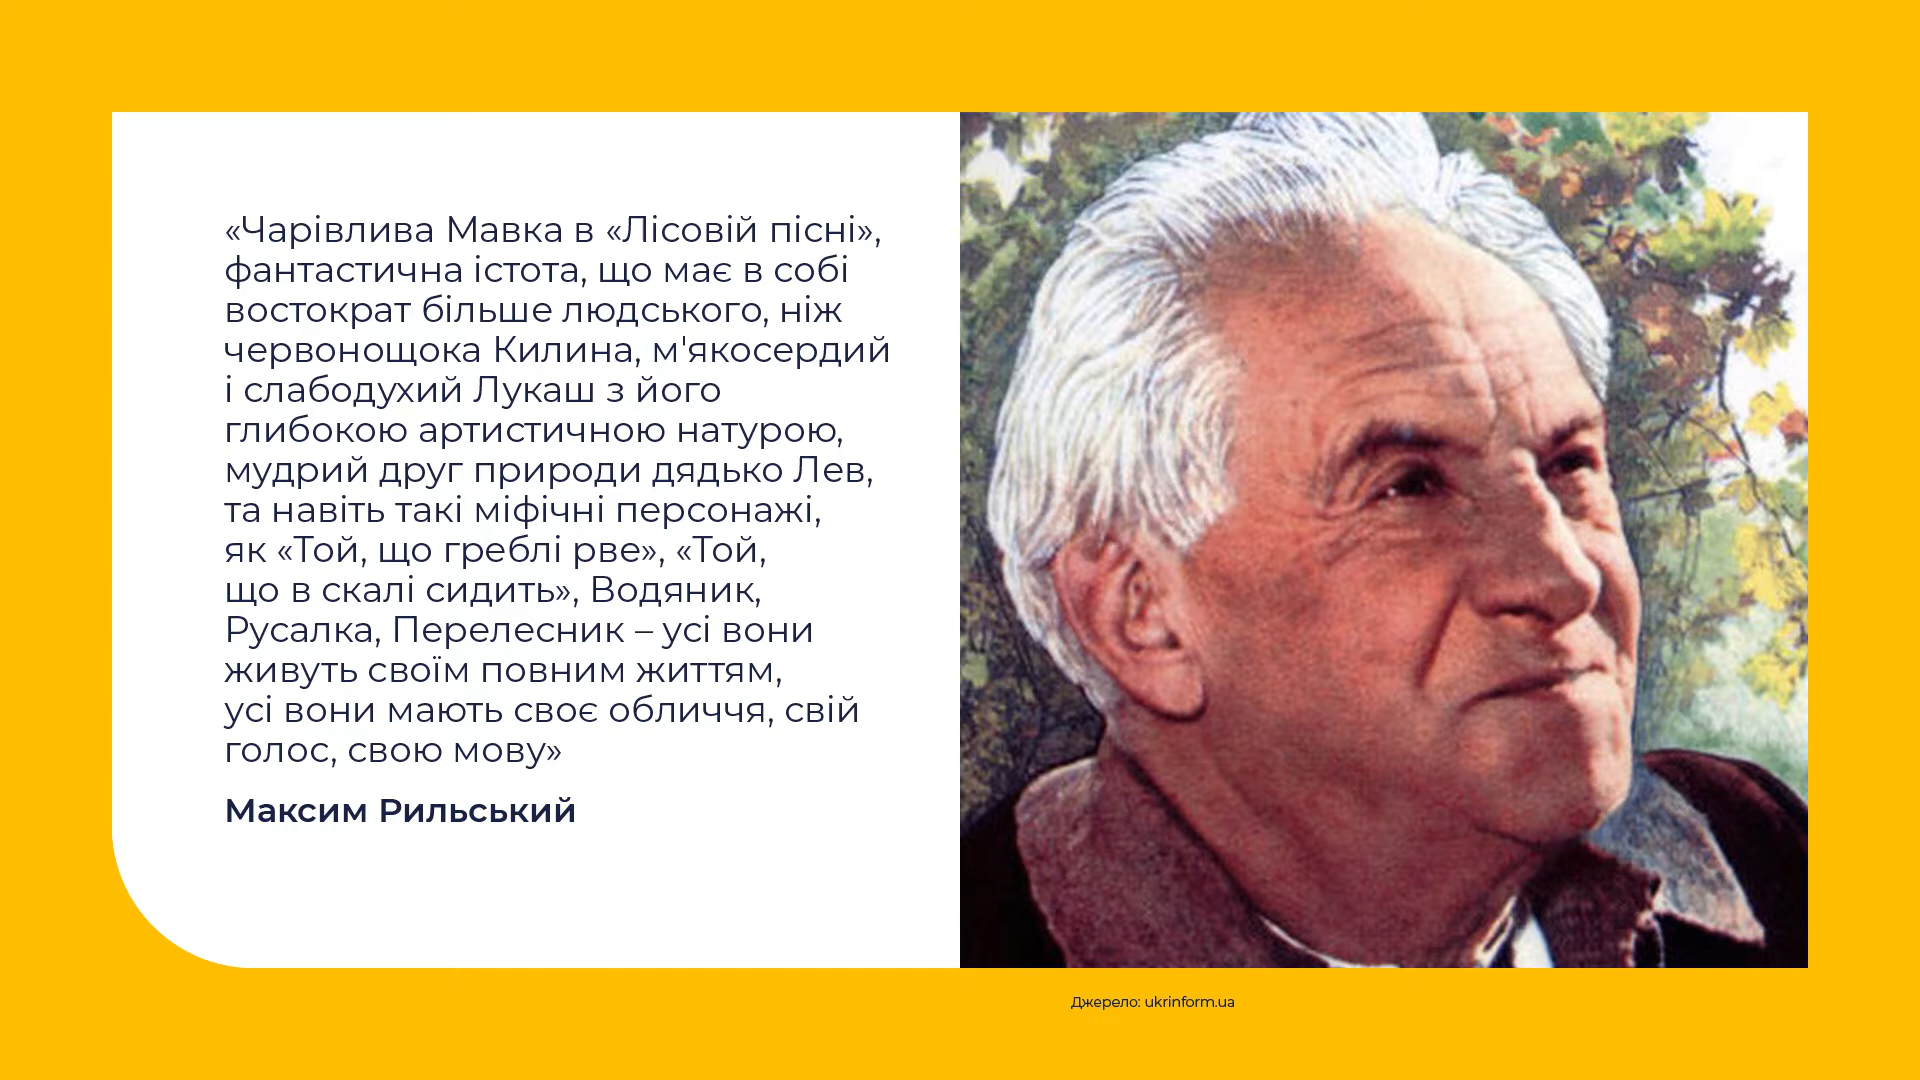 «Чарівлива Мавка в «Лісовій пісні»,
фантастична істота, що має в собі
востократ більше людського, ніж
червонощока Килина, м'якосердий
і слабодухий Лукаш з його
глибокою артистичною натурою,
мудрий друг природи дядько Лев,
та навіть такі міфічні персонажі,
як «Той, що греблі рве», «Той,
що в скалі сидить», Водяник,
Русалка, Перелесник – усі вони
живуть своїм повним життям,
усі вони мають своє обличчя, свій
голос, свою мову»
Максим Рильський
Джерело: ukrinform.ua